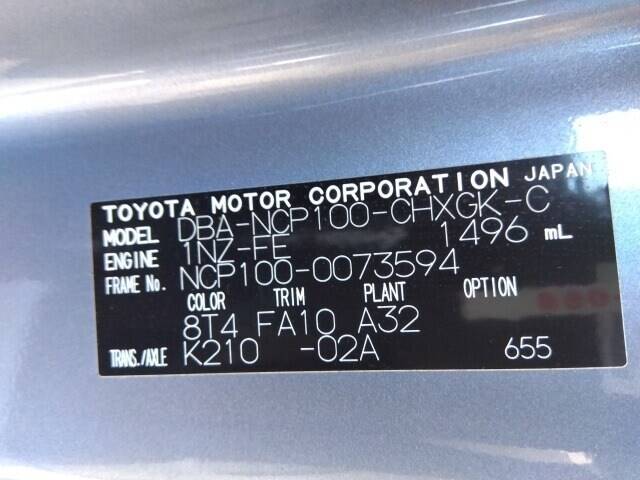 TOYOTA MOTOR CORPORATION JAPAN
MODEL DBA-NCP100-CHXGK-C
ENGINE 1NZ-FE 1496 mL
FRAME No. NCP100-0073594
COLOR TRIM PLANT OPTION
8T4 FA10 A32
TRANS./AXLE K210 -02A 655